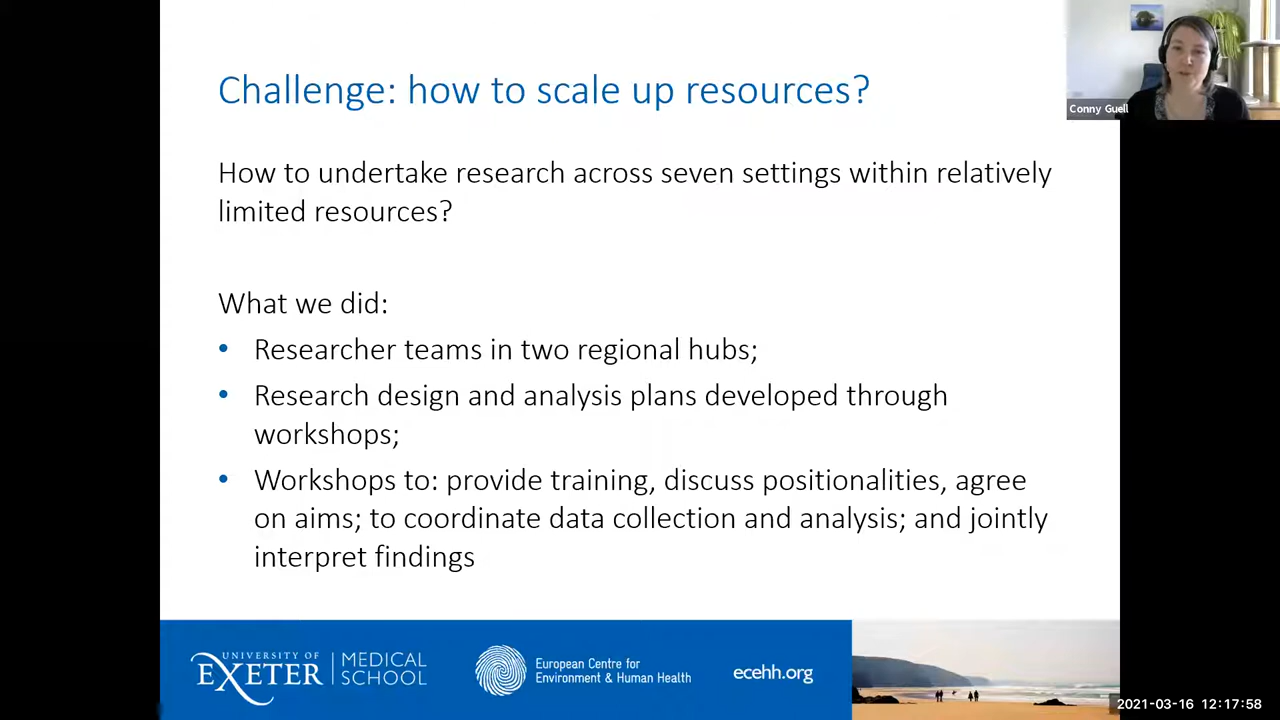 Challenge: how to scale up resources?
Conny Guell
How to undertake research across seven settings within relatively
limited resources?
What we did:
• Researcher teams in two regional hubs;
• Research design and analysis plans developed through
workshops;
• Workshops to: provide training, discuss positionalities, agree
on aims; to coordinate data collection and analysis; and jointly
interpret findings
UNIVERSITY OF
EXETER
MEDICAL
SCHOOL
European Centre for
Environment & Human Health
ecehh.org
2021-03-16 12:17:58